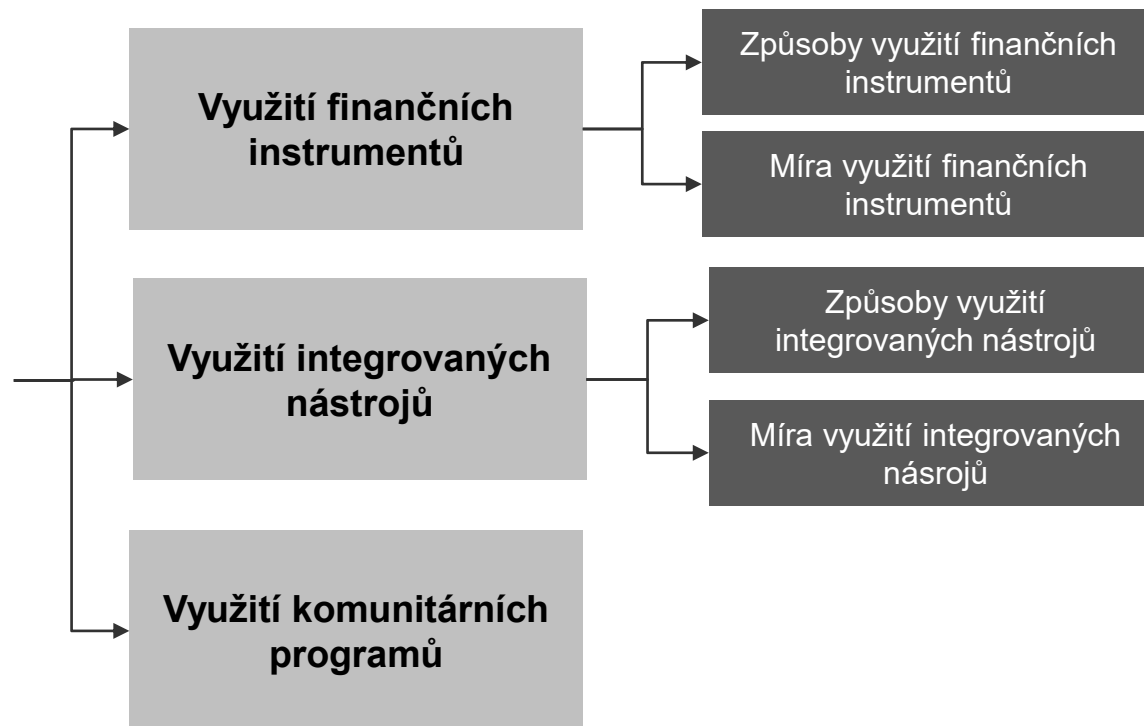 Využití finančních
instrumentů
Způsoby využití finančních
instrumentů
Míra využití finančních
instrumentů
Využití integrovaných
nástrojů
Způsoby využití
integrovaných nástrojů
Míra využití integrovaných
násrojů
Využití komunitárních
programů